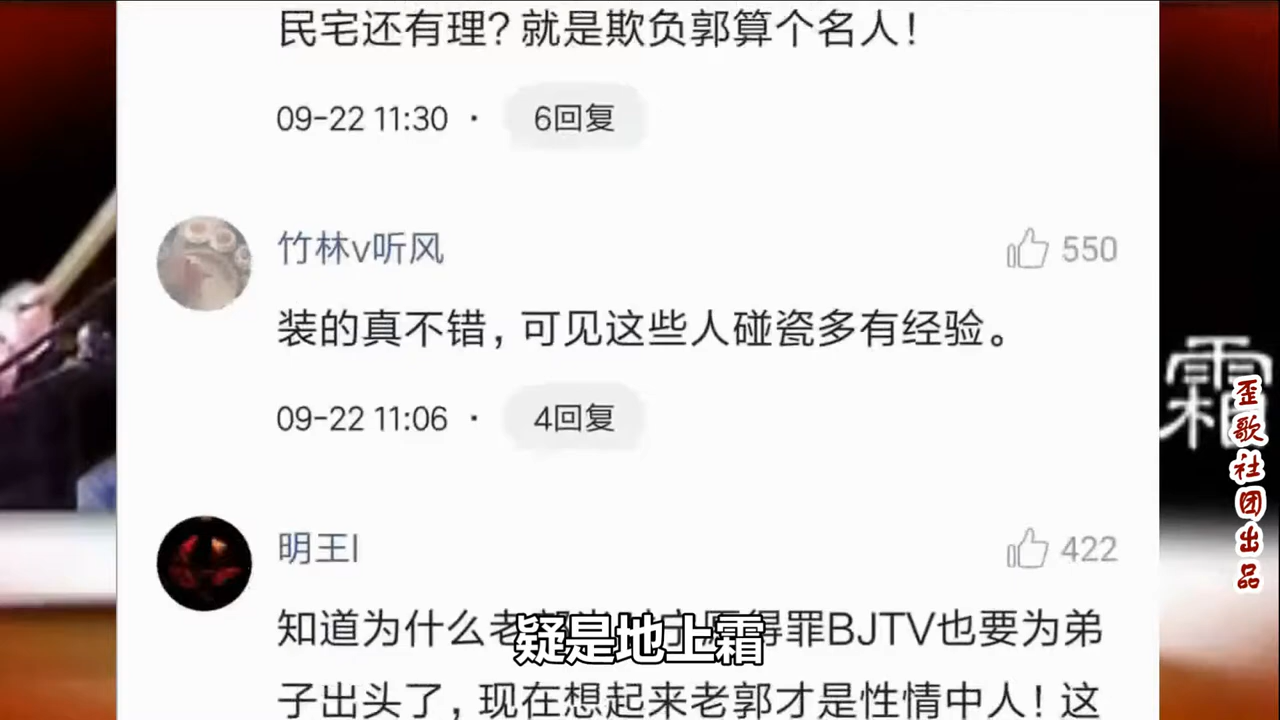 民宅还有理？就是欺负郭算个名人！
09-22 11:30 · 6回复
竹林v听风
550
装的真不错，可见这些人碰瓷多有经验。
09-22 11:06 · 4回复
明王l
422
知道为什么老
得罪BJTV也要为弟
子出头了，现在想起来老郭才是性情中人！这
疑是地上霜
霜
歪歌社团出品